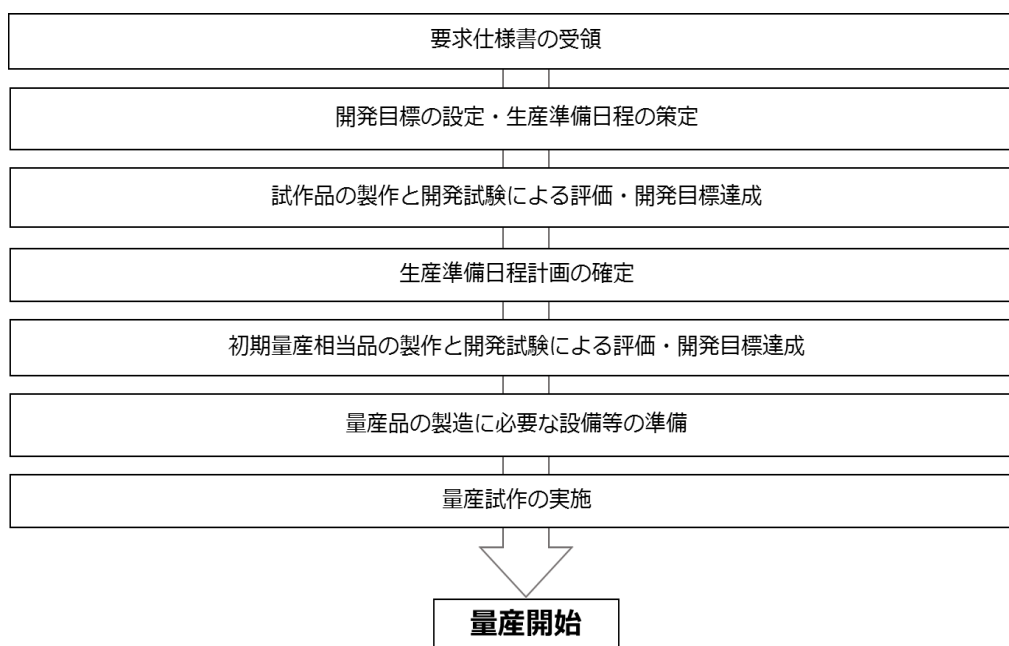 要求仕様書の受領
開発目標の設定・生産準備日程の策定
試作品の製作と開発試験による評価・開発目標達成
生産準備日程計画の確定
初期量産相当品の製作と開発試験による評価・開発目標達成
量産品の製造に必要な設備等の準備
量産試作の実施
量産開始